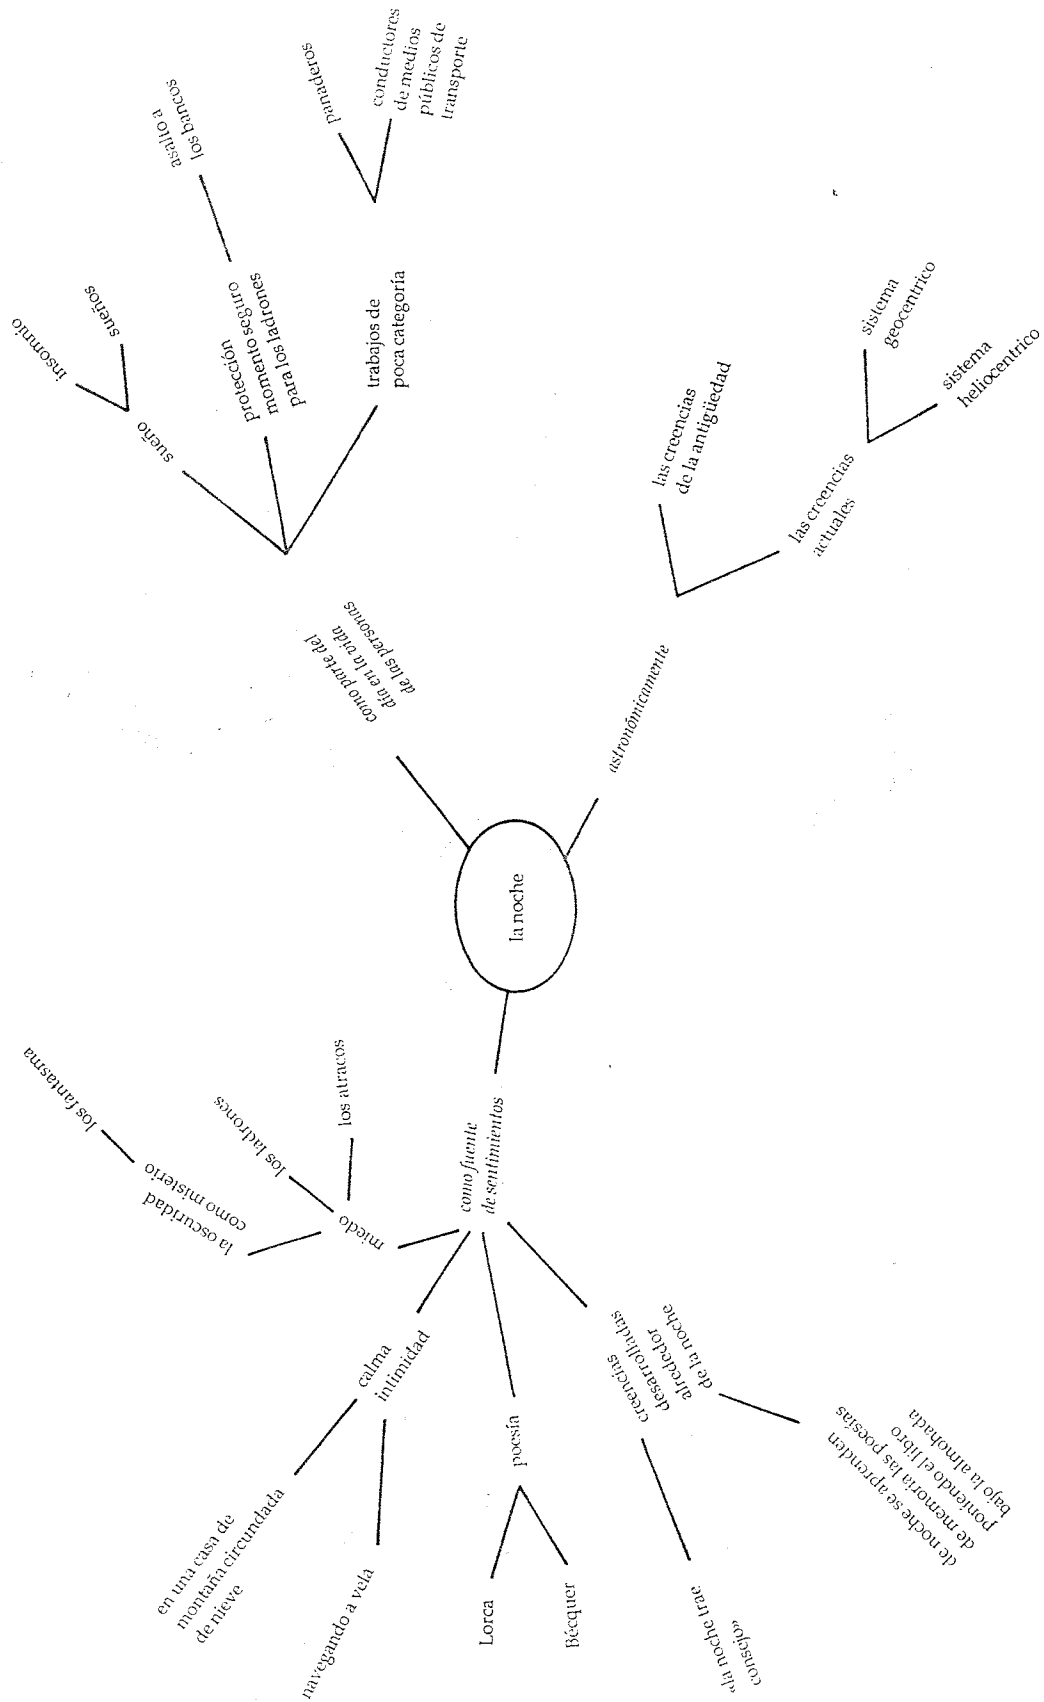 la noche
como parte del
día en la vida
de las personas
sueño
insomnio
sueños
protección
momento seguro
para los ladrones
asalto a
los bancos
trabajos de
poca categoría
panaderos
conductores
de medios
públicos de
transporte
astronómicamente
las creencias
de la antigüedad
las creencias
actuales
sistema
geocentrico
sistema
heliocentrico
como fuente
de sentimientos
miedo
la oscuridad
como misterio
los fantasma
los ladrones
los atracos
calma
intimidad
en una casa de
montaña circundada
de nieve
navegando a vela
poesía
Lorca
Bécquer
creencias
desarrolladas
alrededor
de la noche
«la noche trae
consejo»
de noche se aprenden
de memoria las poesías
poniendo el libro
bajo la almohada